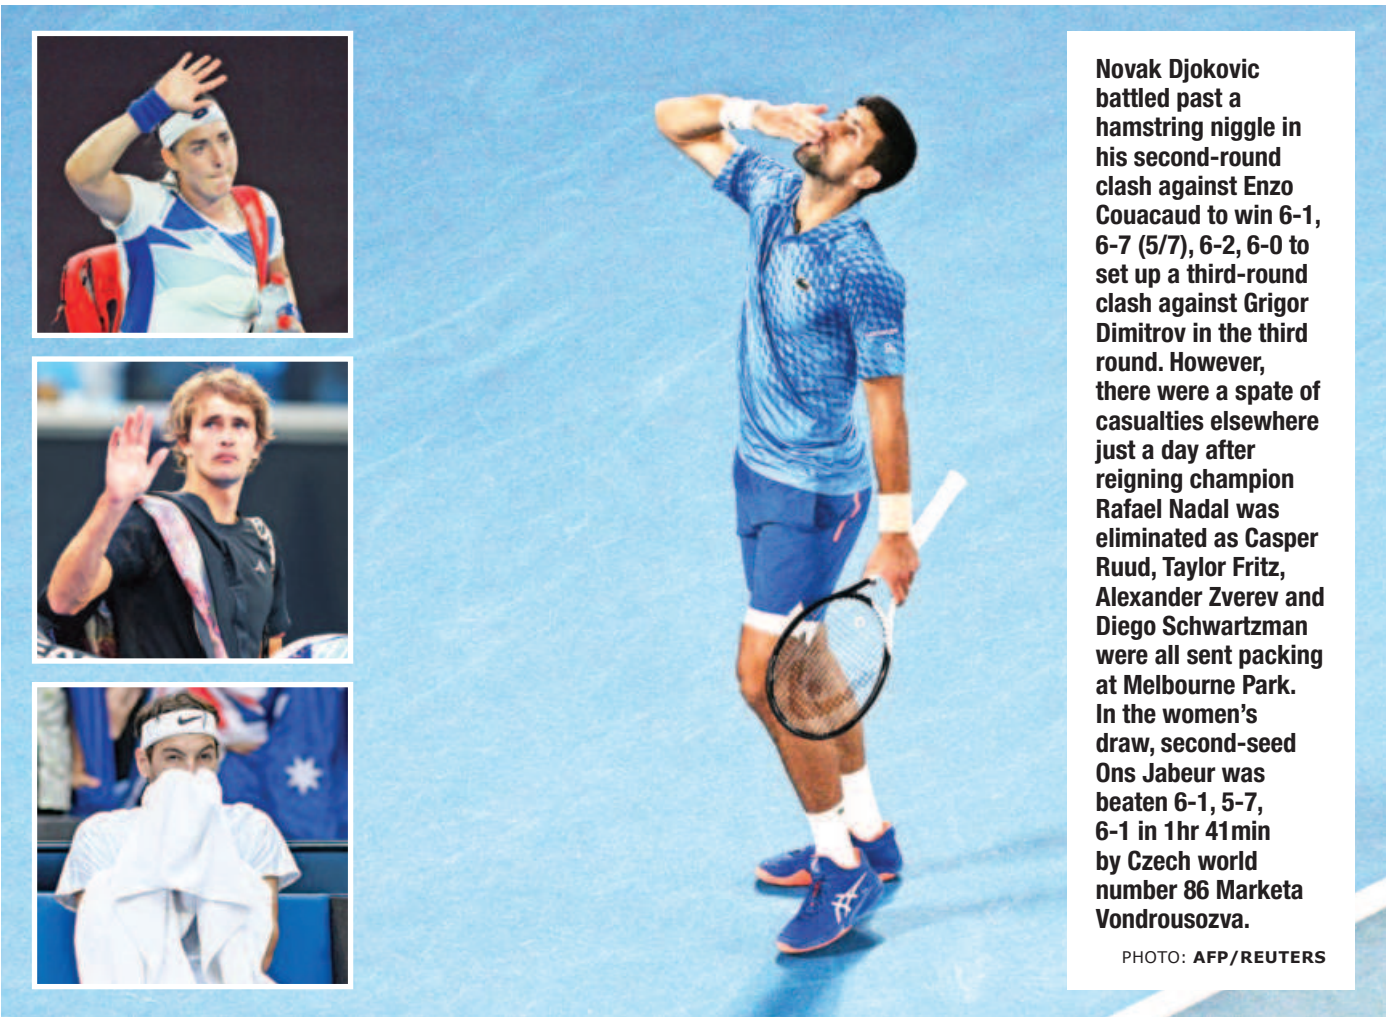 Novak Djokovic
battled past a
hamstring niggle in
his second-round
clash against Enzo
Couacaud to win 6-1,
6-7 (5/7), 6-2, 6-0 to
set up a third-round
clash against Grigor
Dimitrov in the third
round. However,
there were a spate of
casualties elsewhere
just a day after
reigning champion
Rafael Nadal was
eliminated as Casper
Ruud, Taylor Fritz,
Alexander Zverev and
Diego Schwartzman
were all sent packing
at Melbourne Park.
In the women's
draw, second-seed
Ons Jabeur was
beaten 6-1, 5-7,
6-1 in 1hr 41min
by Czech world
number 86 Marketa
Vondrousozva.
PHOTO: AFP/REUTERS